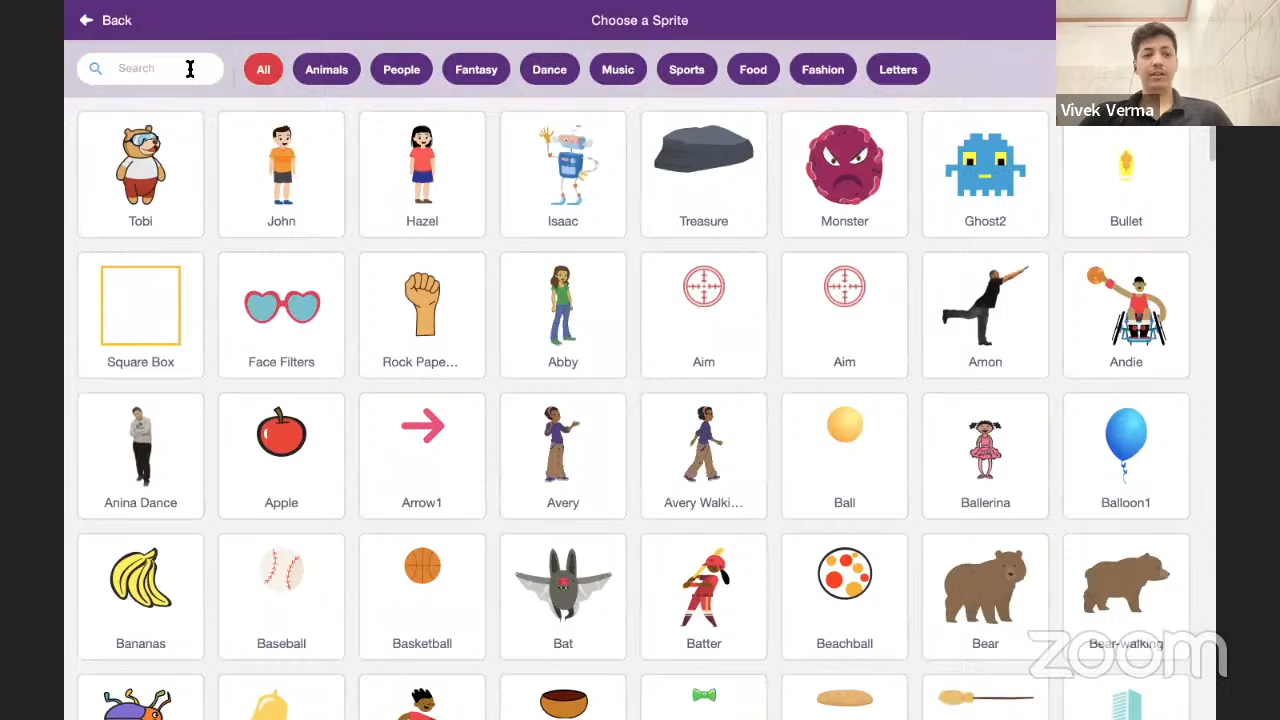 Back
Choose a Sprite
Vivek Verma
Search
All
Animals
People
Fantasy
Dance
Music
Sports
Food
Fashion
Letters
Tobi
John
Hazel
Isaac
Treasure
Monster
Ghost2
Bullet
Square Box
Face Filters
Rock Pape...
Abby
Aim
Aim
Amon
Andie
Anina Dance
Apple
Arrow1
Avery
Avery Walki...
Ball
Ballerina
Balloon1
Bananas
Baseball
Basketball
Bat
Batter
Beachball
Bear
Bear-walking
zoom